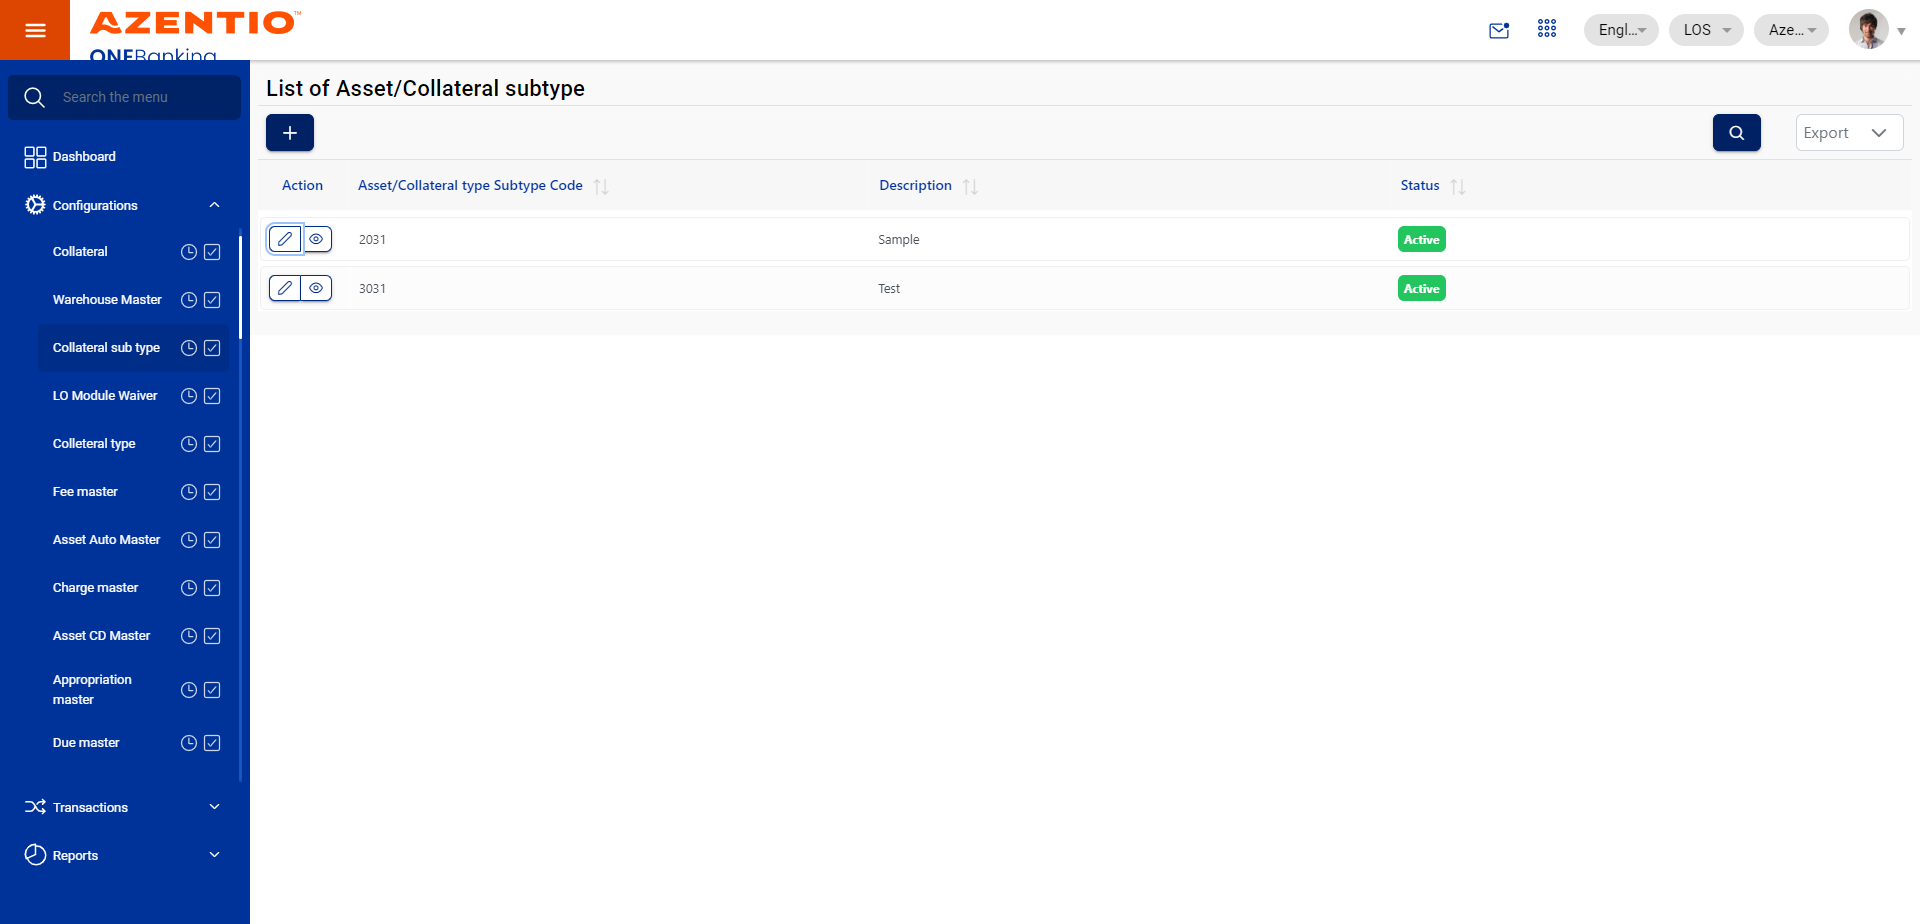 AZENTIO™
ONEBanking
Engl...
LOS
Aze...
Search the menu
Dashboard
Configurations
Collateral
Warehouse Master
Collateral sub type
LO Module Waiver
Colleteral type
Fee master
Asset Auto Master
Charge master
Asset CD Master
Appropriation
master
Due master
Transactions
Reports
List of Asset/Collateral subtype
Export
Action
Asset/Collateral type Subtype Code
Description
Status
2031
Sample
Active
3031
Test
Active